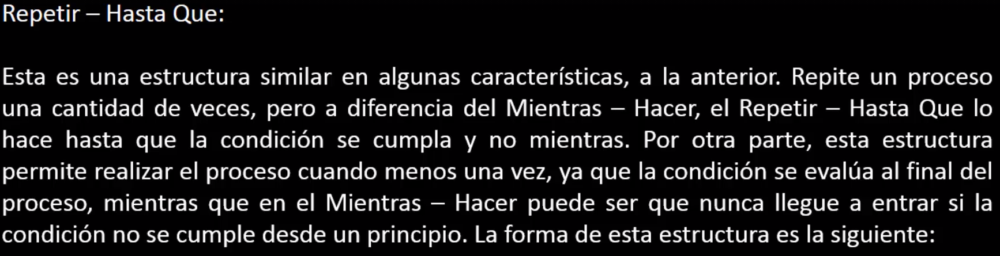 Repetir – Hasta Que:
Esta es una estructura similar en algunas características, a la anterior. Repite un proceso
una cantidad de veces, pero a diferencia del Mientras – Hacer, el Repetir – Hasta Que lo
hace hasta que la condición se cumpla y no mientras. Por otra parte, esta estructura
permite realizar el proceso cuando menos una vez, ya que la condición se evalúa al final del
proceso, mientras que en el Mientras – Hacer puede ser que nunca llegue a entrar si la
condición no se cumple desde un principio. La forma de esta estructura es la siguiente: